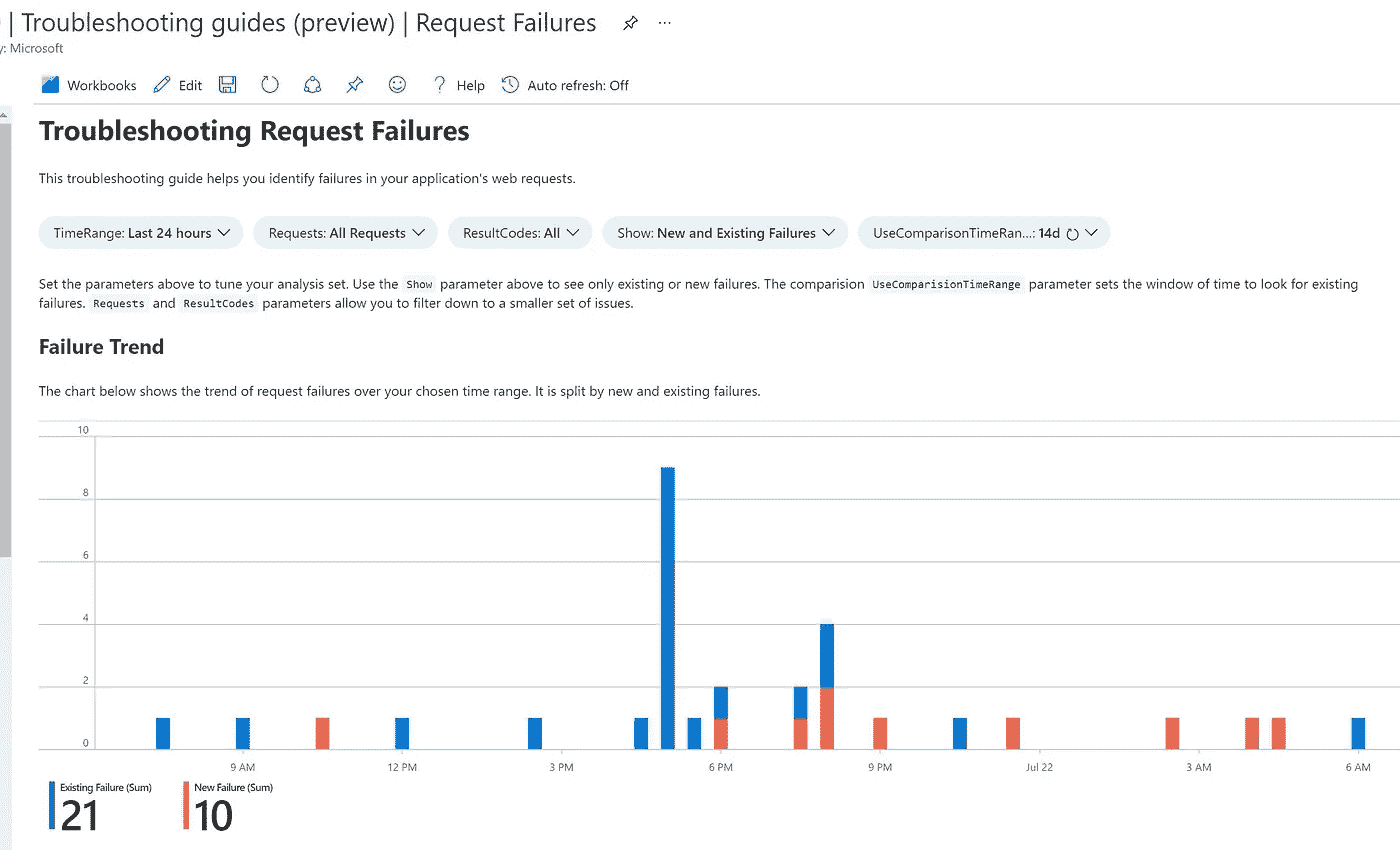 | Troubleshooting guides (preview) | Request Failures ...
y: Microsoft
Workbooks Edit ? Help Auto refresh: Off
Troubleshooting Request Failures
This troubleshooting guide helps you identify failures in your application's web requests.
TimeRange: Last 24 hours Requests: All Requests ResultCodes: All Show: New and Existing Failures UseComparisonTimeRan...: 14d
Set the parameters above to tune your analysis set. Use the Show parameter above to see only existing or new failures. The comparision UseComparisionTimeRange parameter sets the window of time to look for existing
failures. Requests and ResultCodes parameters allow you to filter down to a smaller set of issues.
Failure Trend
The chart below shows the trend of request failures over your chosen time range. It is split by new and existing failures.
10
8
6
4
2
0
9 AM 12 PM 3 PM 6 PM 9 PM Jul 22 3 AM 6 AM
Existing Failure (Sum) New Failure (Sum)
21 10